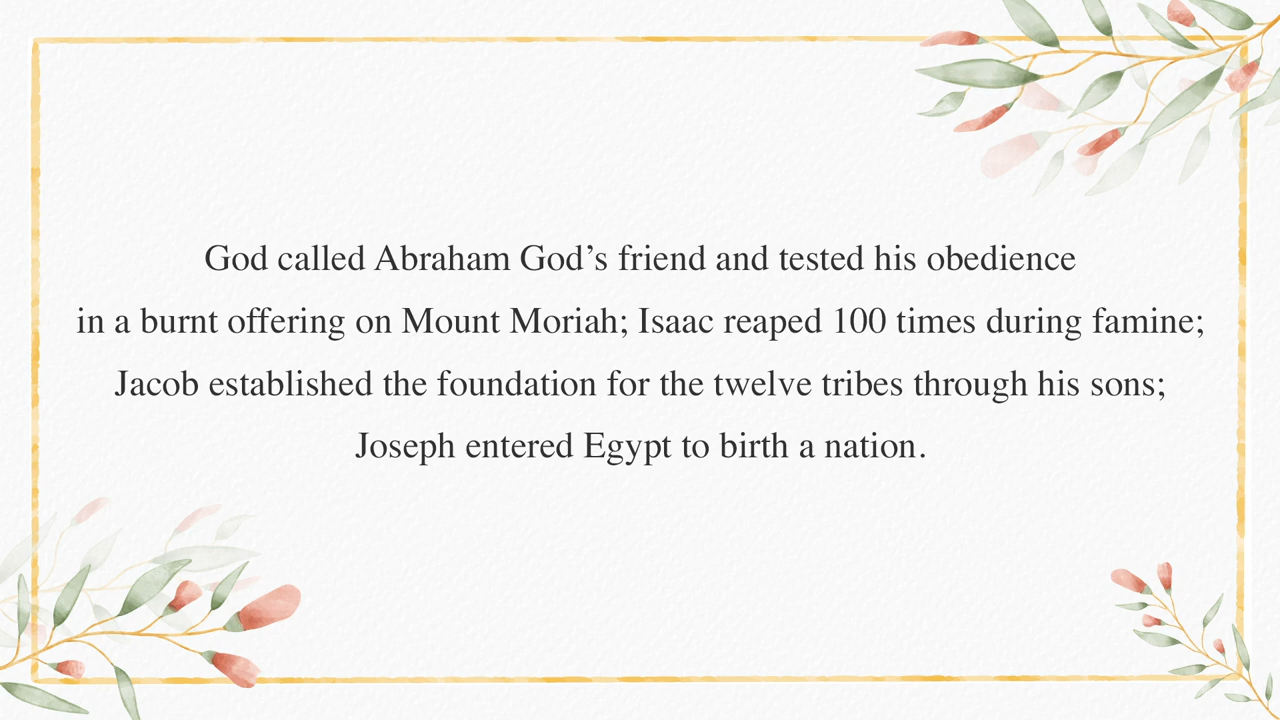 God called Abraham God’s friend and tested his obedience
in a burnt offering on Mount Moriah; Isaac reaped 100 times during famine;
Jacob established the foundation for the twelve tribes through his sons;
Joseph entered Egypt to birth a nation.